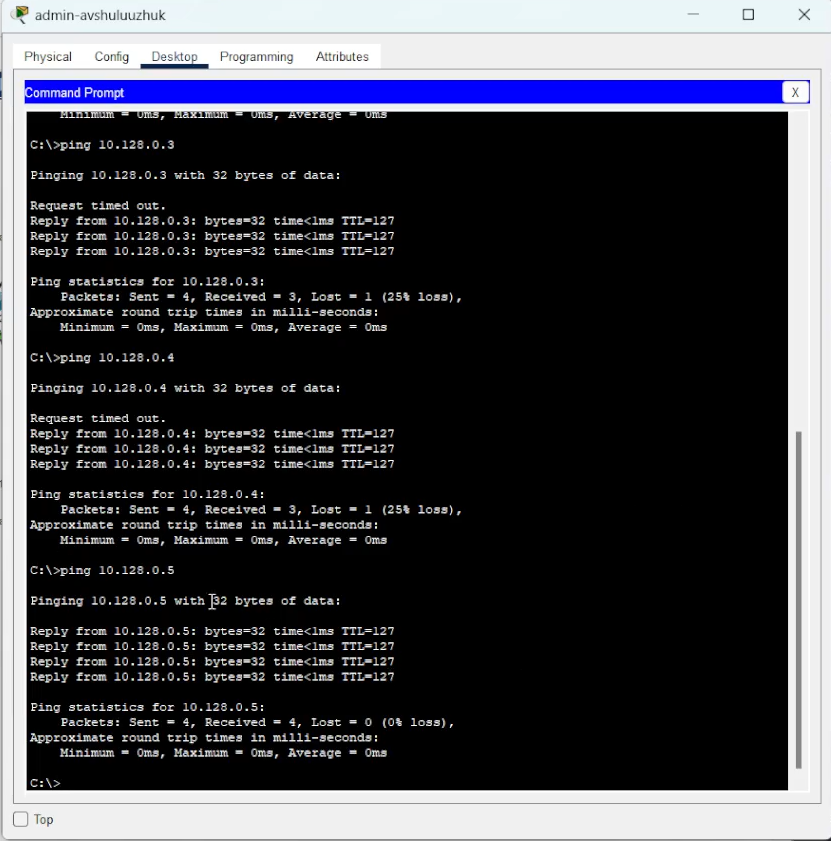 admin-avshuluuzhuk
Physical Config Desktop Programming Attributes
Command Prompt
X
Minimum = 0ms, Maximum = 0ms, Average = 0ms
C:\>ping 10.128.0.3
Pinging 10.128.0.3 with 32 bytes of data:
Request timed out.
Reply from 10.128.0.3: bytes=32 time<1ms TTL=127
Reply from 10.128.0.3: bytes=32 time<1ms TTL=127
Reply from 10.128.0.3: bytes=32 time<1ms TTL=127
Ping statistics for 10.128.0.3:
Packets: Sent = 4, Received = 3, Lost = 1 (25% loss),
Approximate round trip times in milli-seconds:
Minimum = 0ms, Maximum = 0ms, Average = 0ms
C:\>ping 10.128.0.4
Pinging 10.128.0.4 with 32 bytes of data:
Request timed out.
Reply from 10.128.0.4: bytes=32 time<1ms TTL=127
Reply from 10.128.0.4: bytes=32 time<1ms TTL=127
Reply from 10.128.0.4: bytes=32 time<1ms TTL=127
Ping statistics for 10.128.0.4:
Packets: Sent = 4, Received = 3, Lost = 1 (25% loss),
Approximate round trip times in milli-seconds:
Minimum = 0ms, Maximum = 0ms, Average = 0ms
C:\>ping 10.128.0.5
Pinging 10.128.0.5 with 32 bytes of data:
Reply from 10.128.0.5: bytes=32 time<1ms TTL=127
Reply from 10.128.0.5: bytes=32 time<1ms TTL=127
Reply from 10.128.0.5: bytes=32 time<1ms TTL=127
Reply from 10.128.0.5: bytes=32 time<1ms TTL=127
Ping statistics for 10.128.0.5:
Packets: Sent = 4, Received = 4, Lost = 0 (0% loss),
Approximate round trip times in milli-seconds:
Minimum = 0ms, Maximum = 0ms, Average = 0ms
C:\>
Top